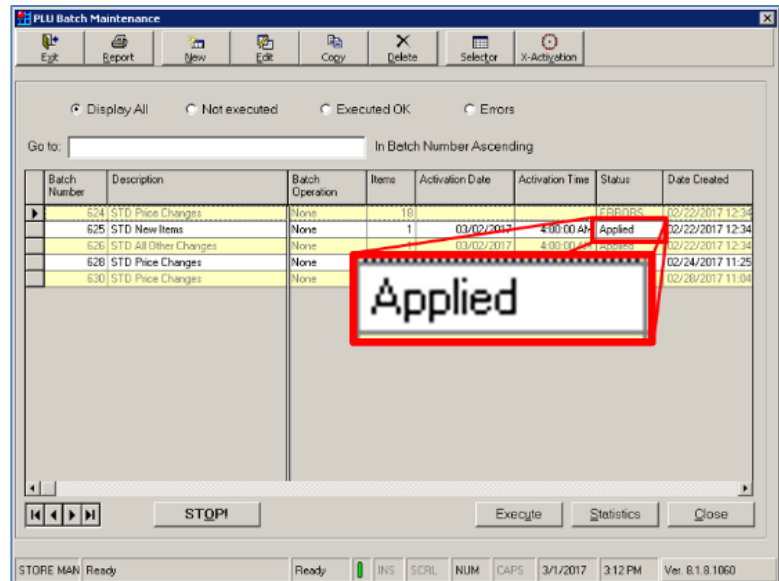 PLU Batch Maintenance
Exit Report New Edit Copy Delete Selector X-Activation
Display All Not executed Executed OK Errors
Go to: In Batch Number Ascending
Batch Number Description Batch Operation Items Activation Date Activation Time Status Date Created
624 STD Price Changes None 18 ERRORS 02/22/2017 12:34
625 STD New Items None 1 03/02/2017 4:00:00 AM Applied 02/22/2017 12:34
626 STD All Other Changes None 1 03/02/2017 4:00:00 AM Applied 02/22/2017 12:34
628 STD Price Changes None 02/24/2017 11:25
630 STD Price Changes None 02/28/2017 11:04
Applied
STOP! Execute Statistics Close
STORE MAN Ready Ready INS SCRL NUM CAPS 3/1/2017 3:12 PM Ver. 8.1.8.1060